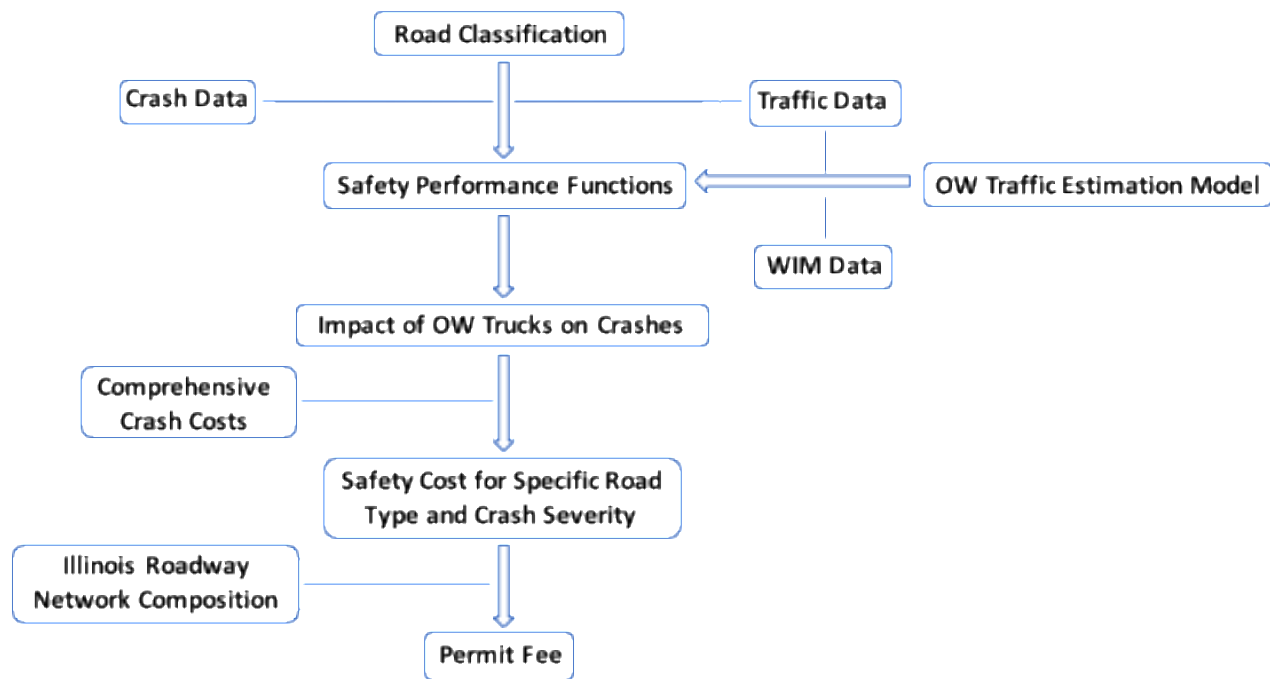 Road Classification
Crash Data
Traffic Data
Safety Performance Functions
OW Traffic Estimation Model
WIM Data
Impact of OW Trucks on Crashes
Comprehensive
Crash Costs
Safety Cost for Specific Road
Type and Crash Severity
Illinois Roadway
Network Composition
Permit Fee